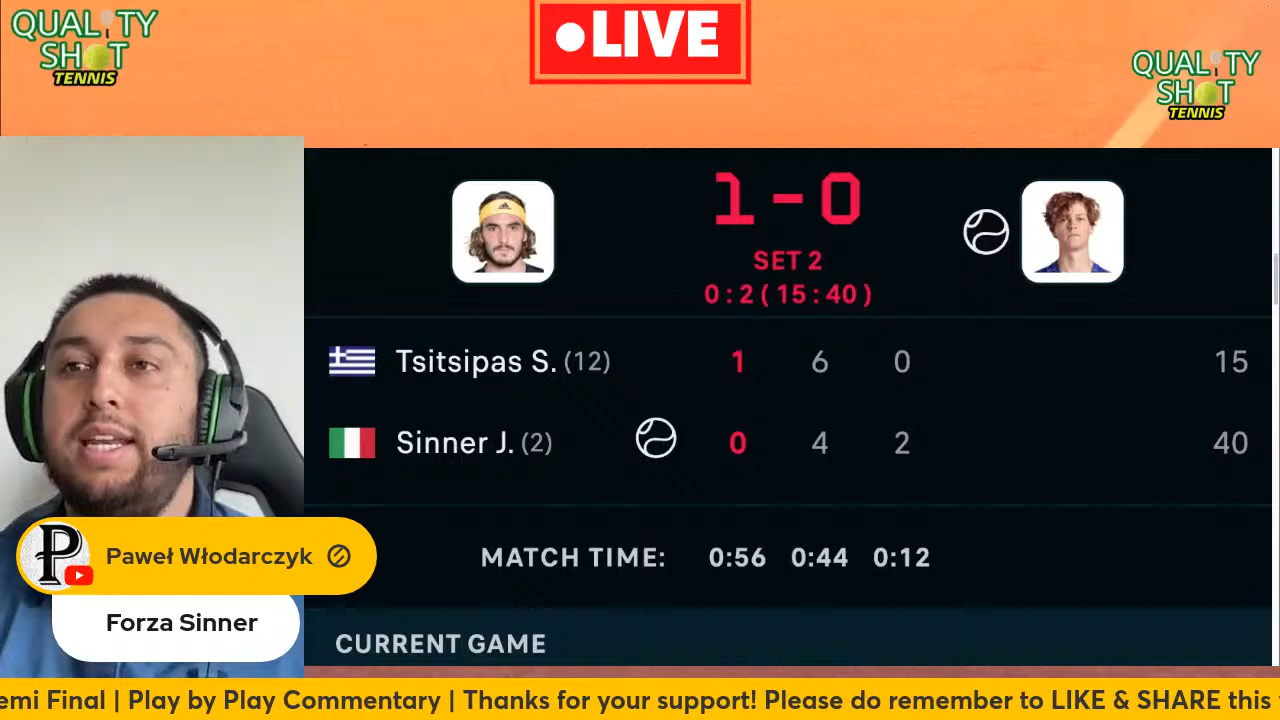 QUALITY
SHOT
TENNIS
LIVE
QUALITY
SHOT
TENNIS
1 - 0
SET 2
0 : 2 ( 15 : 40 )
Tsitsipas S. (12) 1 6 0 15
Sinner J. (2) 0 4 2 40
MATCH TIME: 0:56 0:44 0:12
P Paweł Włodarczyk
Forza Sinner
CURRENT GAME
emi Final | Play by Play Commentary | Thanks for your support! Please do remember to LIKE & SHARE this